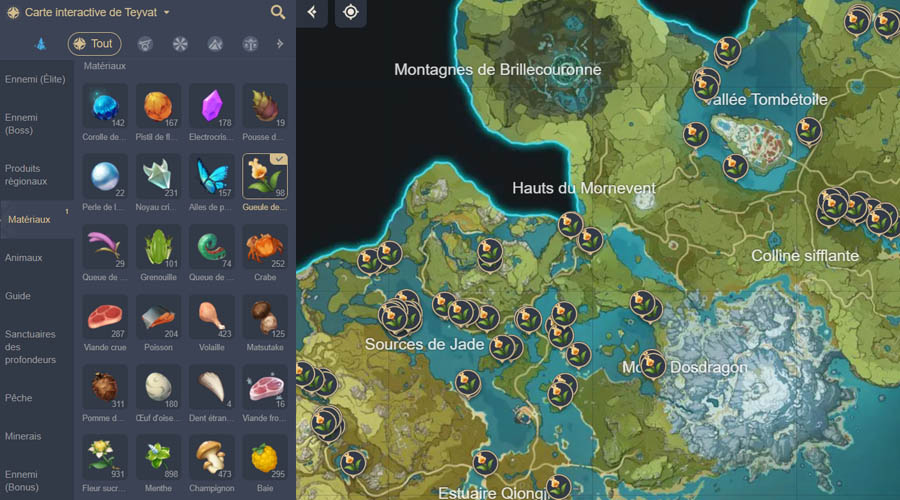 Carte interactive de Teyvat
Tout
Matériaux
Ennemi (Élite)
Ennemi
(Boss)
Produits
régionaux
Matériaux
1
Animaux
Guide
Sanctuaires
des
profondeurs
Pêche
Minerais
Ennemi
(Bonus)
142
167
178
19
Corolle de...
Pistil de fl...
Electrocris...
Pousse d...
22
231
157
98
Perle de l...
Noyau cri...
Ailes de p...
Gueule de...
29
101
74
252
Queue de ...
Grenouille
Queue de ...
Crabe
287
204
423
125
Viande crue
Poisson
Volaille
Matsutake
311
180
4
16
Pomme d...
Œuf d'oise...
Dent étran...
Viande fro...
931
898
473
295
Fleur sucr...
Menthe
Champignon
Baie
Montagnes de Brillecouronne
allée Tombétoile
Hauts du Mornevent
Colline sifflante
Sources de Jade
Dosdragon
Estuaire Qiongji